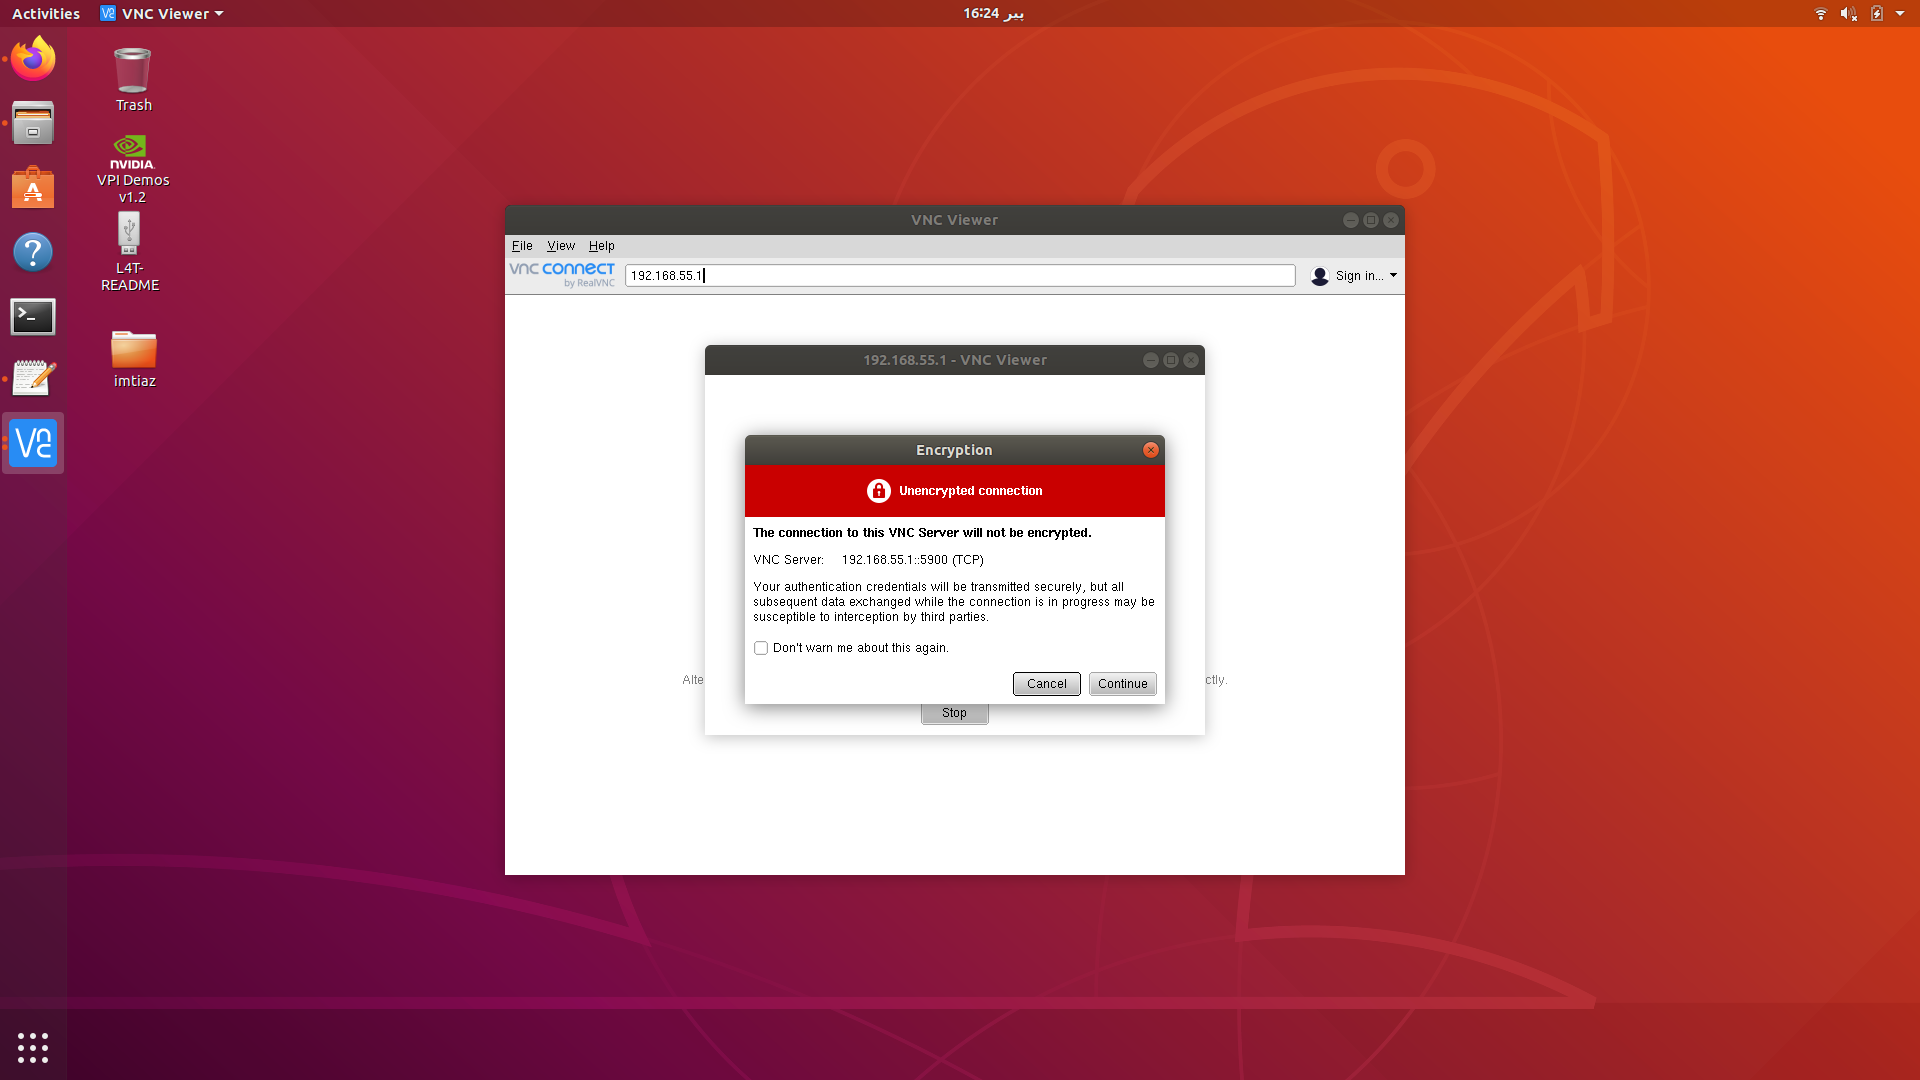 Activities
VNC Viewer
پیر 16:24
Trash
NVIDIA.
VPI Demos
v1.2
L4T-
README
imtiaz
VNC Viewer
File View Help
VNC CONNECT
by RealVNC
192.168.55.1
Sign in...
192.168.55.1 - VNC Viewer
Encryption
Unencrypted connection
The connection to this VNC Server will not be encrypted.
VNC Server: 192.168.55.1::5900 (TCP)
Your authentication credentials will be transmitted securely, but all
subsequent data exchanged while the connection is in progress may be
susceptible to interception by third parties.
Don't warn me about this again.
Alte
ctly.
Cancel Continue
Stop